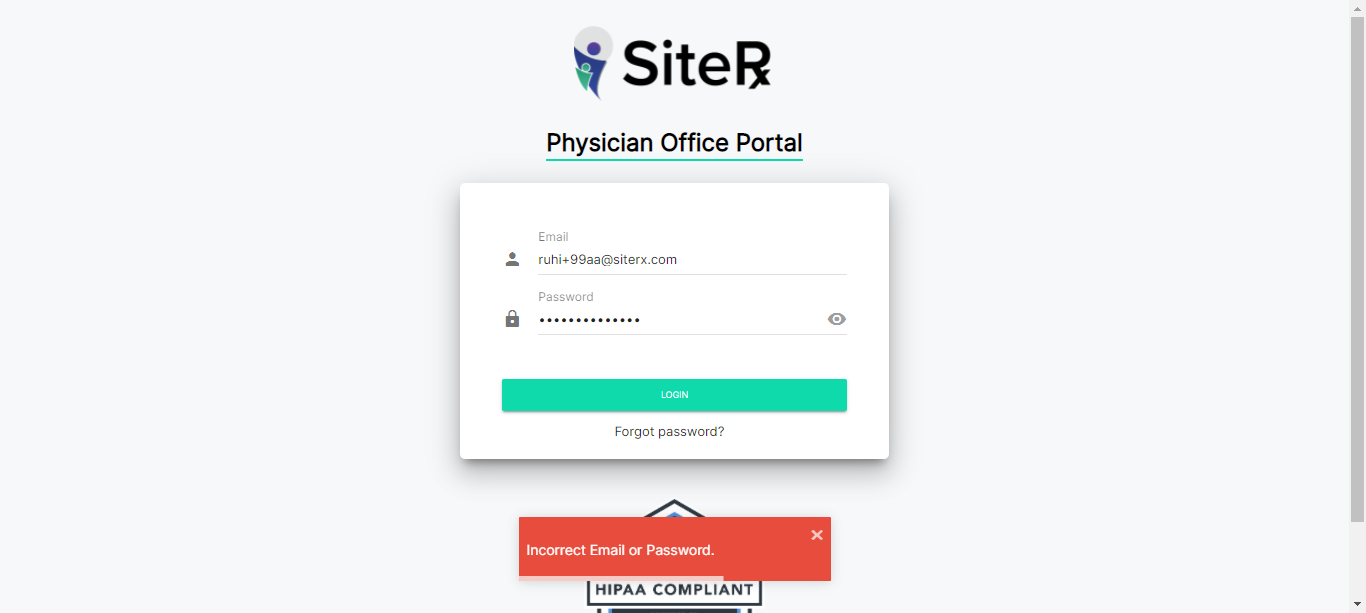 SiteRx
Physician Office Portal
Email
ruhi+99aa@siterx.com
Password
••••••••••••••
LOGIN
Forgot password?
Incorrect Email or Password.
HIPAA COMPLIANT